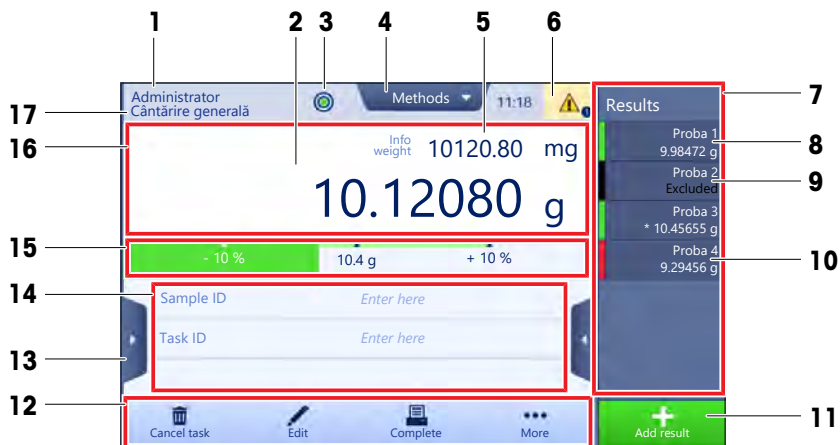 1 2 3 4 5 6
Administrator
Cântărire generală
Methods
11:18
17
16
Info
weight 10120.80 mg
10.12080 g
15
- 10 % 10.4 g + 10 %
14
Sample ID Enter here
Task ID Enter here
13
12
Cancel task Edit Complete More
Results
7
Proba 1
9.98472 g
8
Proba 2
Excluded
9
Proba 3
* 10.45655 g
Proba 4
9.29456 g
10
Add result
11